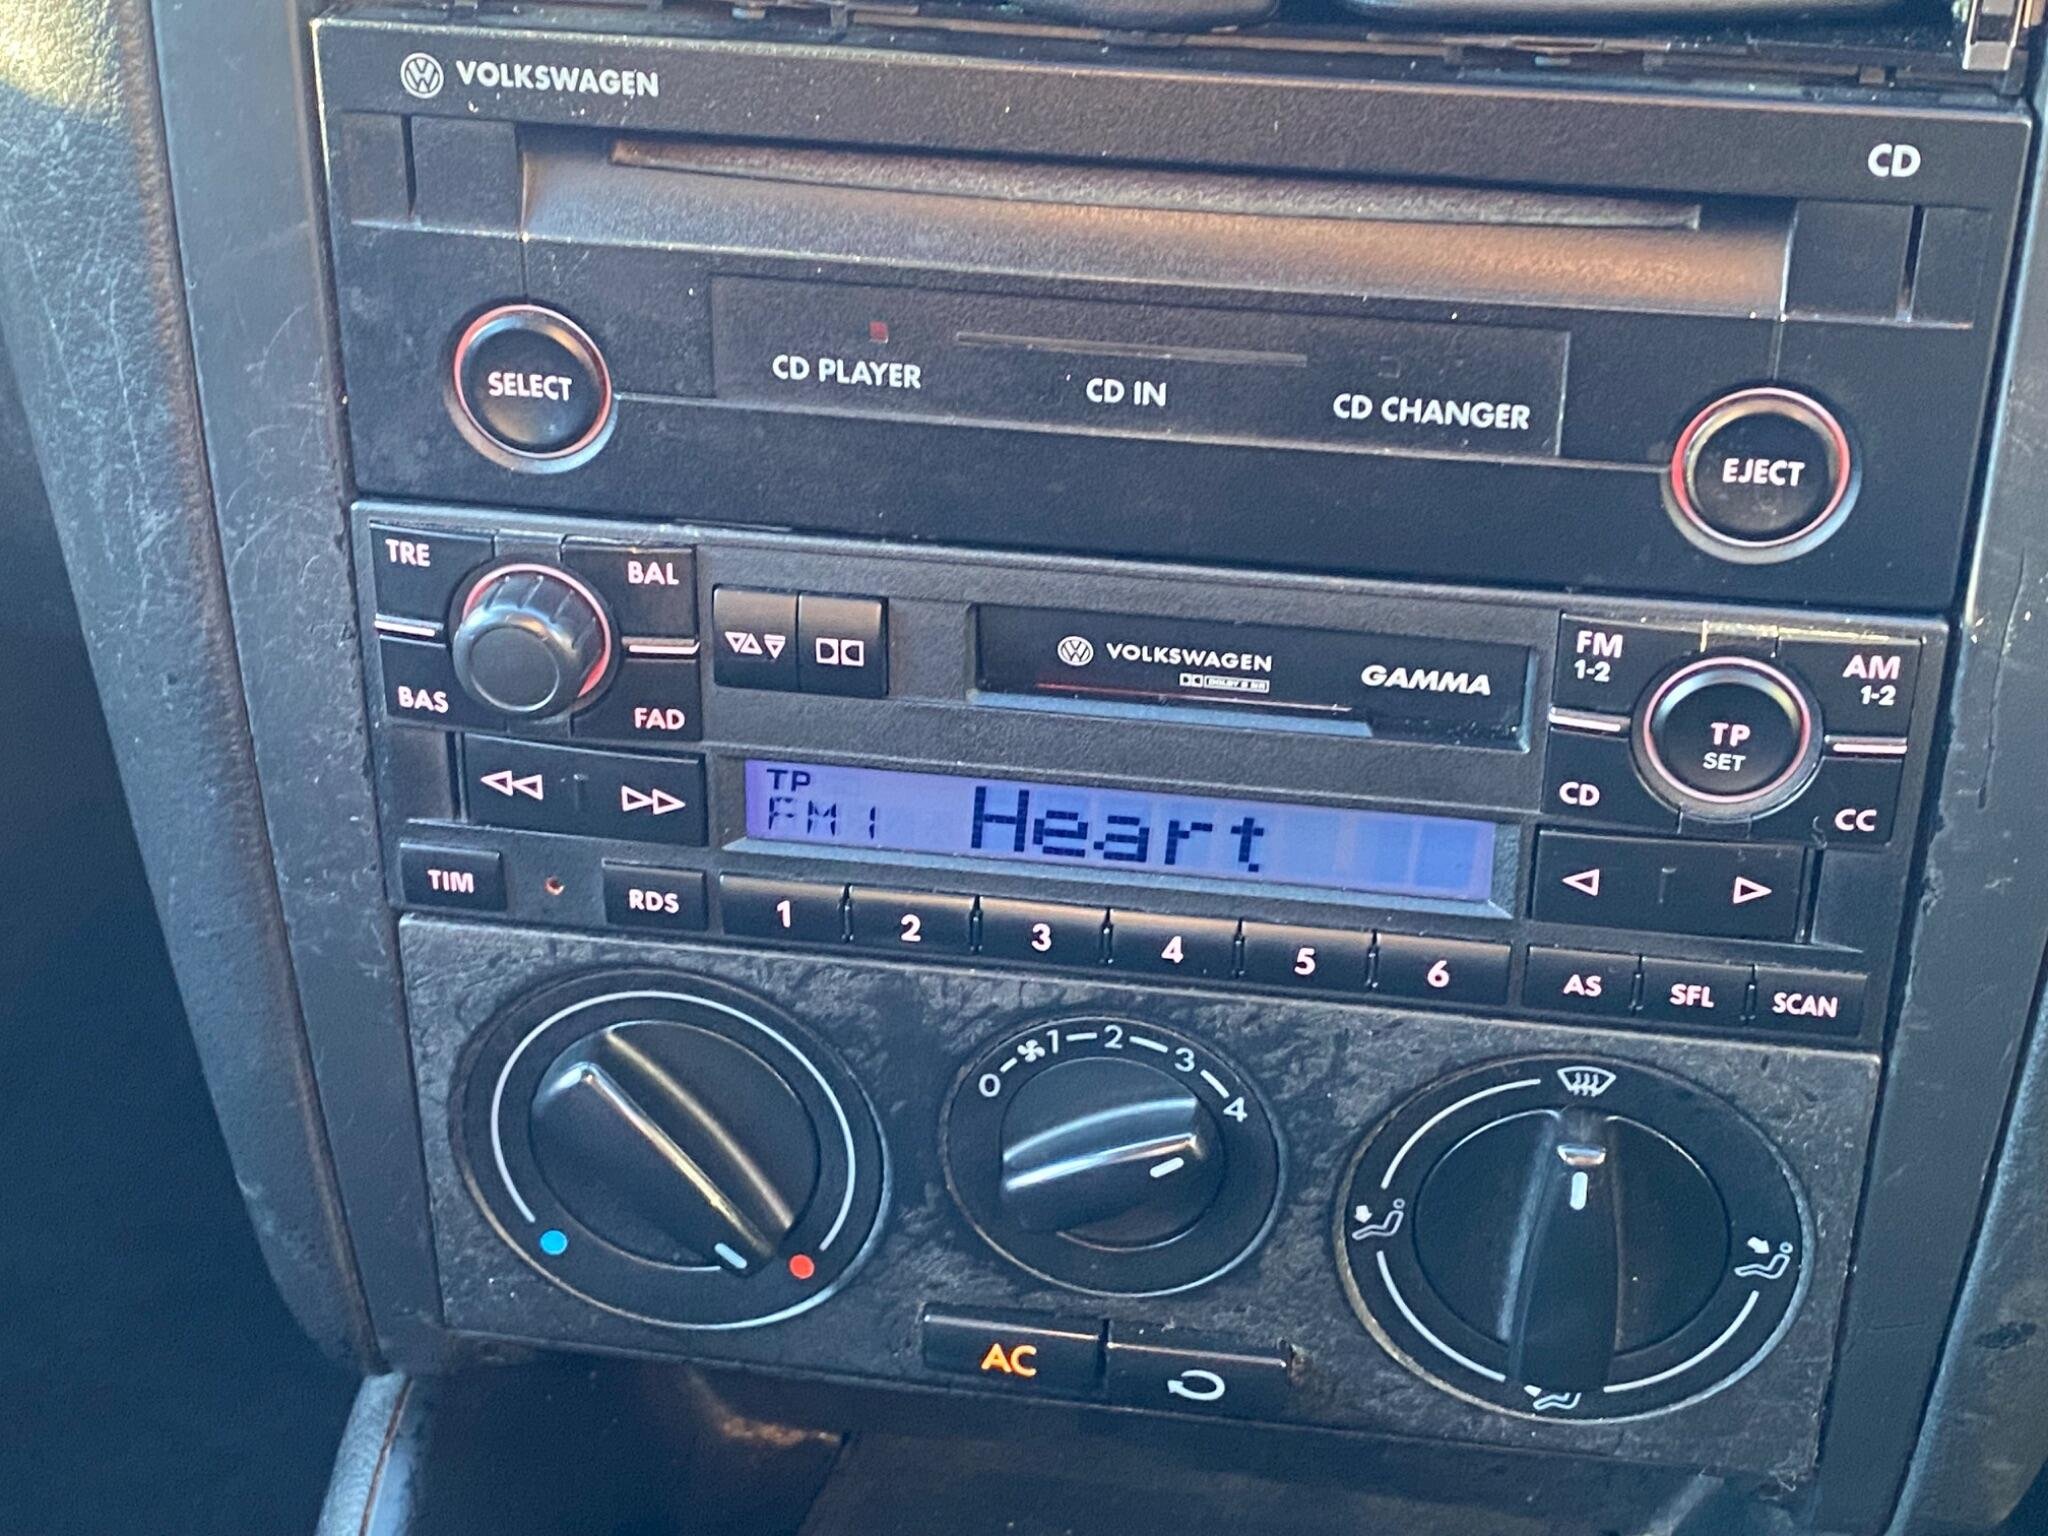 VOLKSWAGEN
CD
SELECT
CD PLAYER
CD IN
CD CHANGER
EJECT
TRE
BAL
BAS
FAD
VOLKSWAGEN
GAMMA
FM
1-2
AM
1-2
TP
SET
CD
CC
TP
FM1 Heart
TIM
RDS
1 2 3 4 5 6
AS
SFL
SCAN
0 1 2 3 4
AC